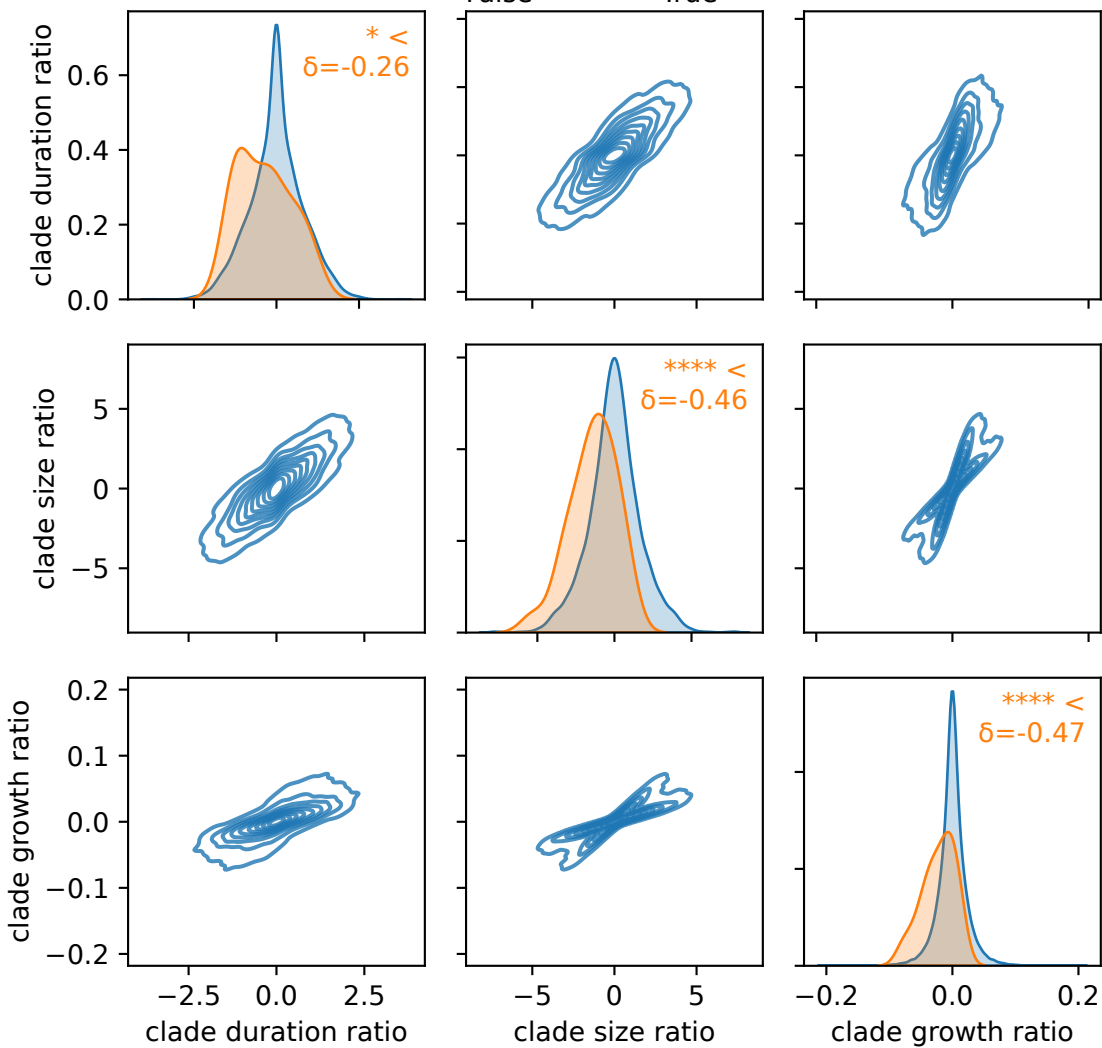 clade duration ratio
0.6
0.4
0.2
0.0
* <
δ=-0.26
clade size ratio
5
0
−5
**** <
δ=-0.46
clade growth ratio
0.2
0.1
0.0
−0.1
−0.2
**** <
δ=-0.47
−2.5 0.0 2.5
−5 0 5
−0.2 0.0 0.2
clade duration ratio
clade size ratio
clade growth ratio